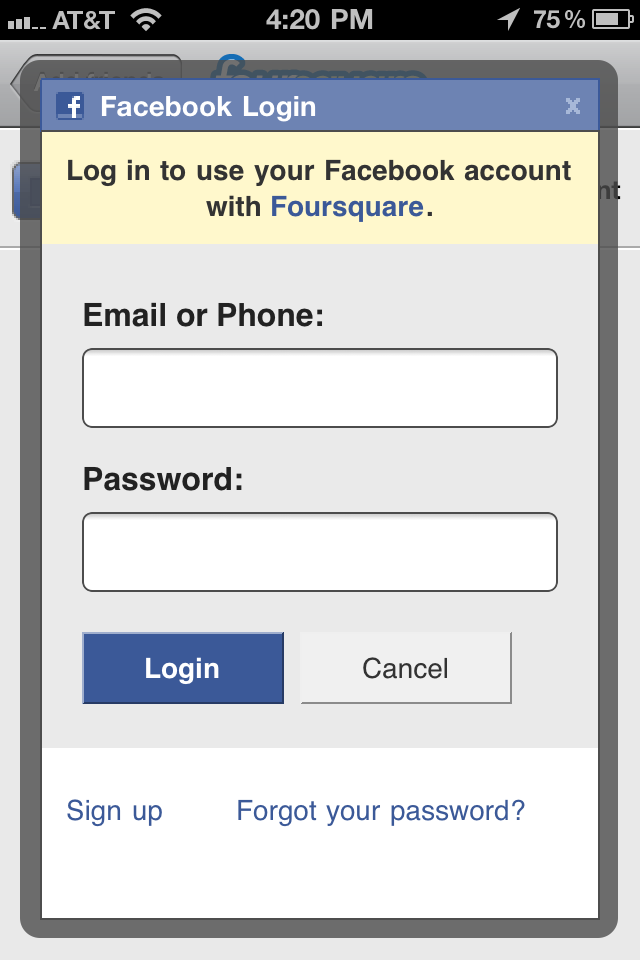 AT&T 4:20 PM 75%
Facebook Login x
Log in to use your Facebook account
with Foursquare.
Email or Phone:
Password:
Login Cancel
Sign up Forgot your password?